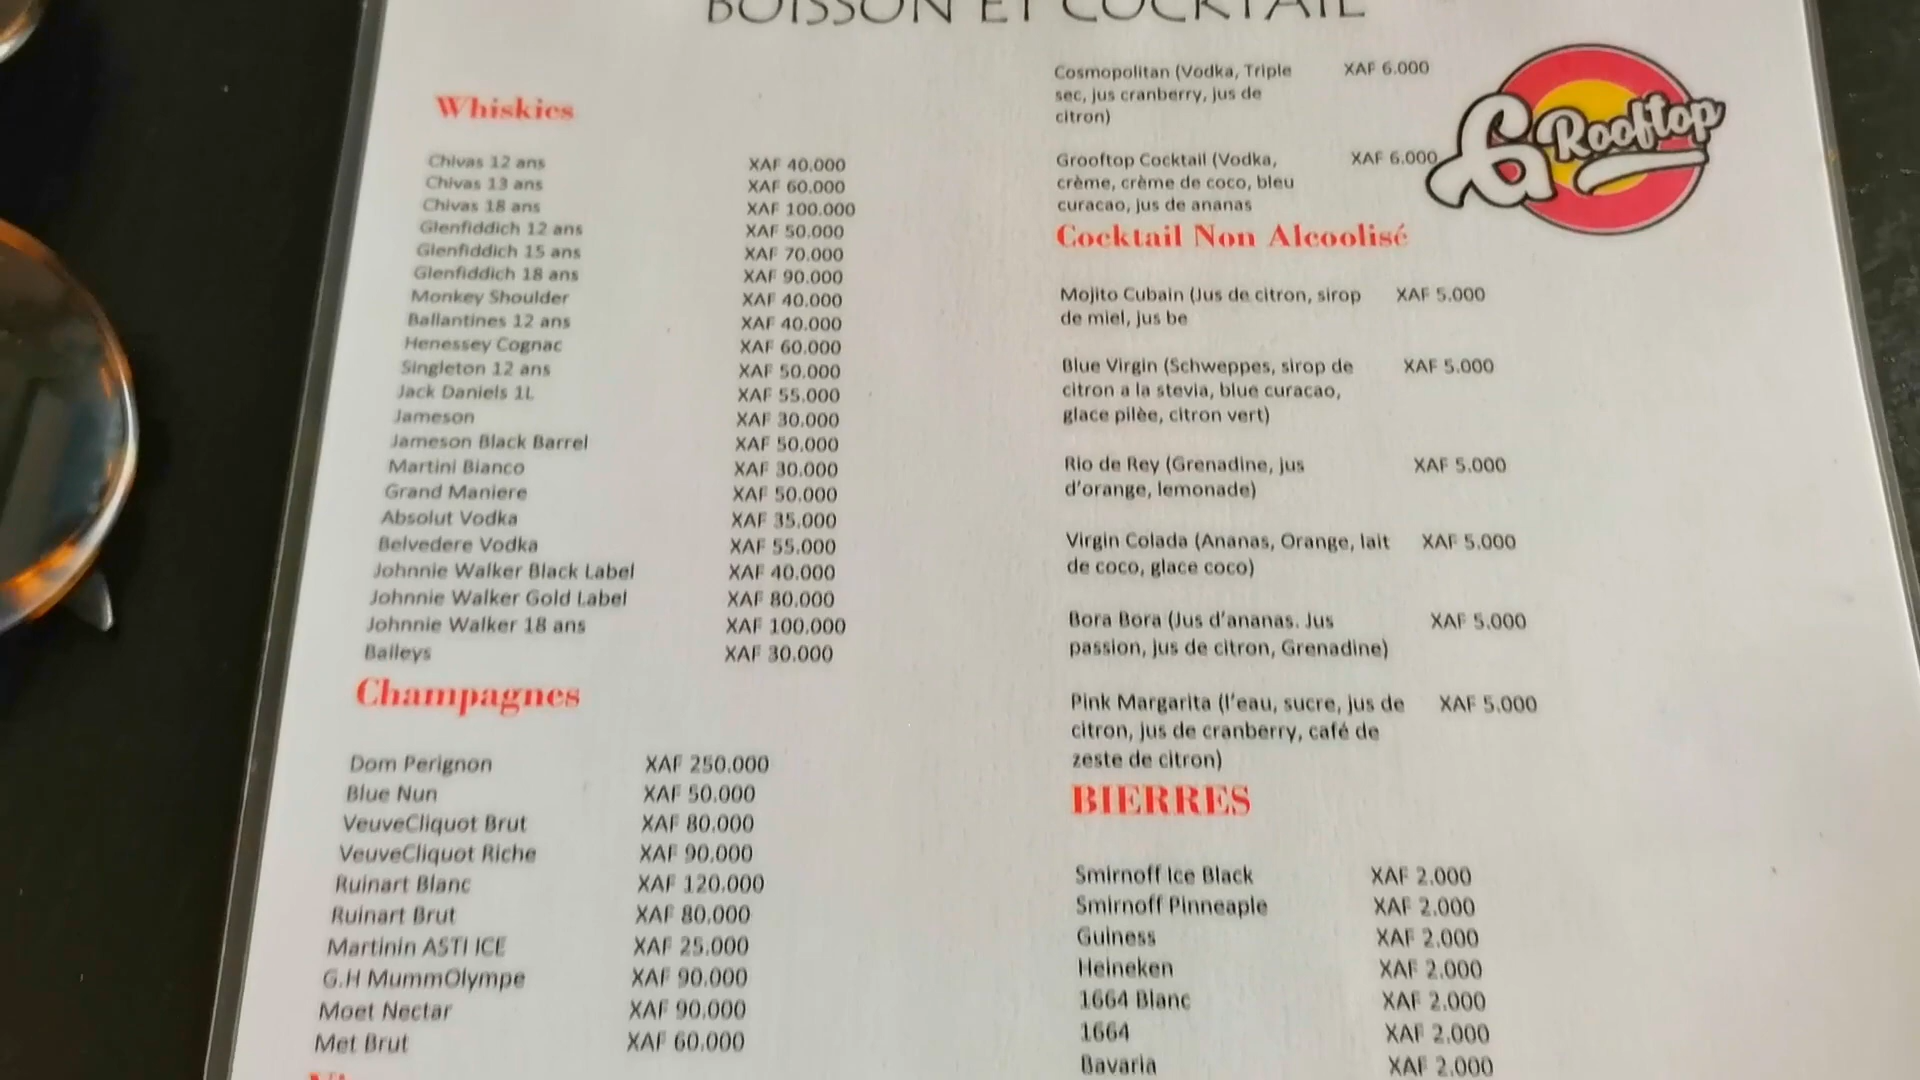 BOISSON ET COCKTAIL
Whiskies
Chivas 12 ans XAF 40.000
Chivas 13 ans XAF 60.000
Chivas 18 ans XAF 100.000
Glenfiddich 12 ans XAF 50.000
Glenfiddich 15 ans XAF 70.000
Glenfiddich 18 ans XAF 90.000
Monkey Shoulder XAF 40.000
Ballantines 12 ans XAF 40.000
Henessey Cognac XAF 60.000
Singleton 12 ans XAF 50.000
Jack Daniels 1L XAF 55.000
Jameson XAF 30.000
Jameson Black Barrel XAF 50.000
Martini Bianco XAF 30.000
Grand Maniere XAF 50.000
Absolut Vodka XAF 35.000
Belvedere Vodka XAF 55.000
Johnnie Walker Black Label XAF 40.000
Johnnie Walker Gold Label XAF 80.000
Johnnie Walker 18 ans XAF 100.000
Baileys XAF 30.000
Champagnes
Dom Perignon XAF 250.000
Blue Nun XAF 50.000
VeuveCliquot Brut XAF 80.000
VeuveCliquot Riche XAF 90.000
Ruinart Blanc XAF 120.000
Ruinart Brut XAF 80.000
Martinin ASTI ICE XAF 25.000
G.H MummOlympe XAF 90.000
Moet Nectar XAF 90.000
Met Brut XAF 60.000
Cosmopolitan (Vodka, Triple XAF 6.000
sec, jus cranberry, jus de
citron)
Grooftop Cocktail (Vodka, XAF 6.000
crème, crème de coco, bleu
curacao, jus de ananas
G Rooftop
Cocktail Non Alcoolisé
Mojito Cubain (Jus de citron, sirop XAF 5.000
de miel, jus be
Blue Virgin (Schweppes, sirop de XAF 5.000
citron a la stevia, blue curacao,
glace pilèe, citron vert)
Rio de Rey (Grenadine, jus XAF 5.000
d'orange, lemonade)
Virgin Colada (Ananas, Orange, lait XAF 5.000
de coco, glace coco)
Bora Bora (Jus d'ananas. Jus XAF 5.000
passion, jus de citron, Grenadine)
Pink Margarita (l'eau, sucre, jus de XAF 5.000
citron, jus de cranberry, café de
zeste de citron)
BIERRES
Smirnoff Ice Black XAF 2.000
Smirnoff Pinneaple XAF 2.000
Guiness XAF 2.000
Heineken XAF 2.000
1664 Blanc XAF 2.000
1664 XAF 2.000
Bavaria XAF 2.000